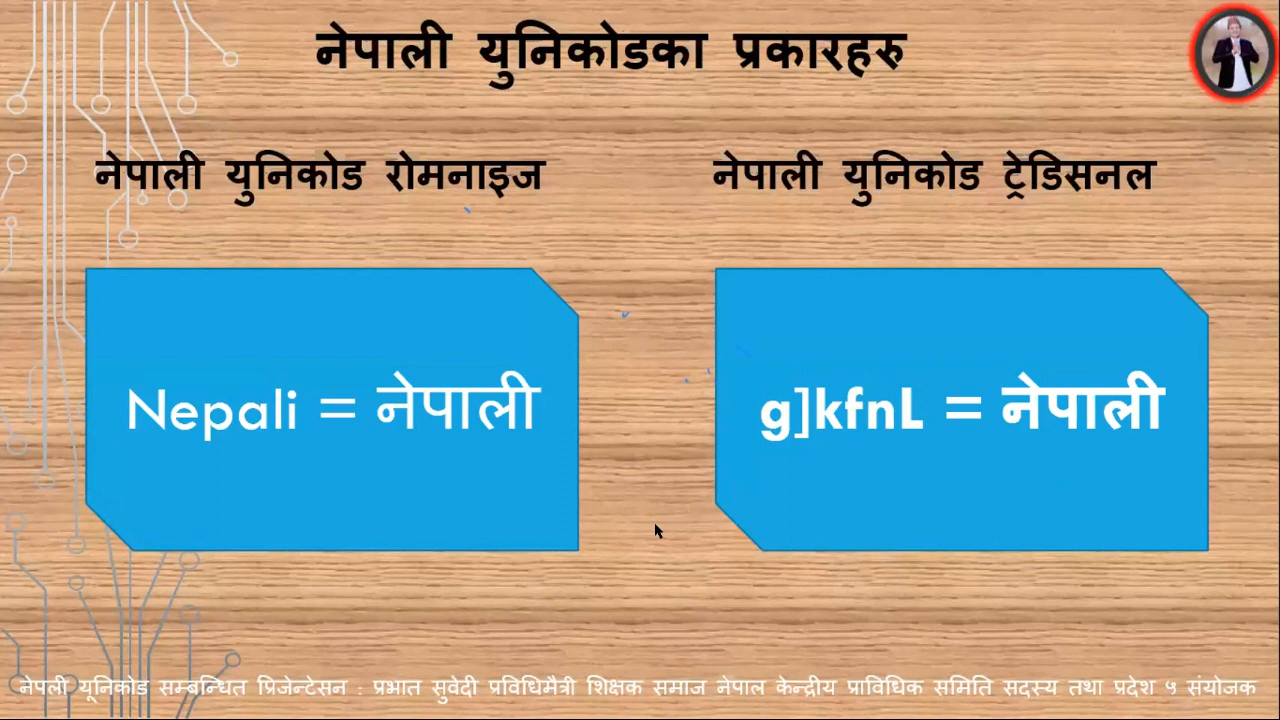 नेपाली युनिकोडका प्रकारहरु
नेपाली युनिकोड रोमनाइज
नेपाली युनिकोड ट्रेडिसनल
Nepali = नेपाली
g]kfnL = नेपाली
नेपली यूनिकोड सम्बन्धित प्रिजेन्टेसन : प्रभात सुवेदी प्रविधिमैत्री शिक्षक समाज नेपाल केन्द्रीय प्राविधिक समिति सदस्य तथा प्रदेश ५ संयोजक